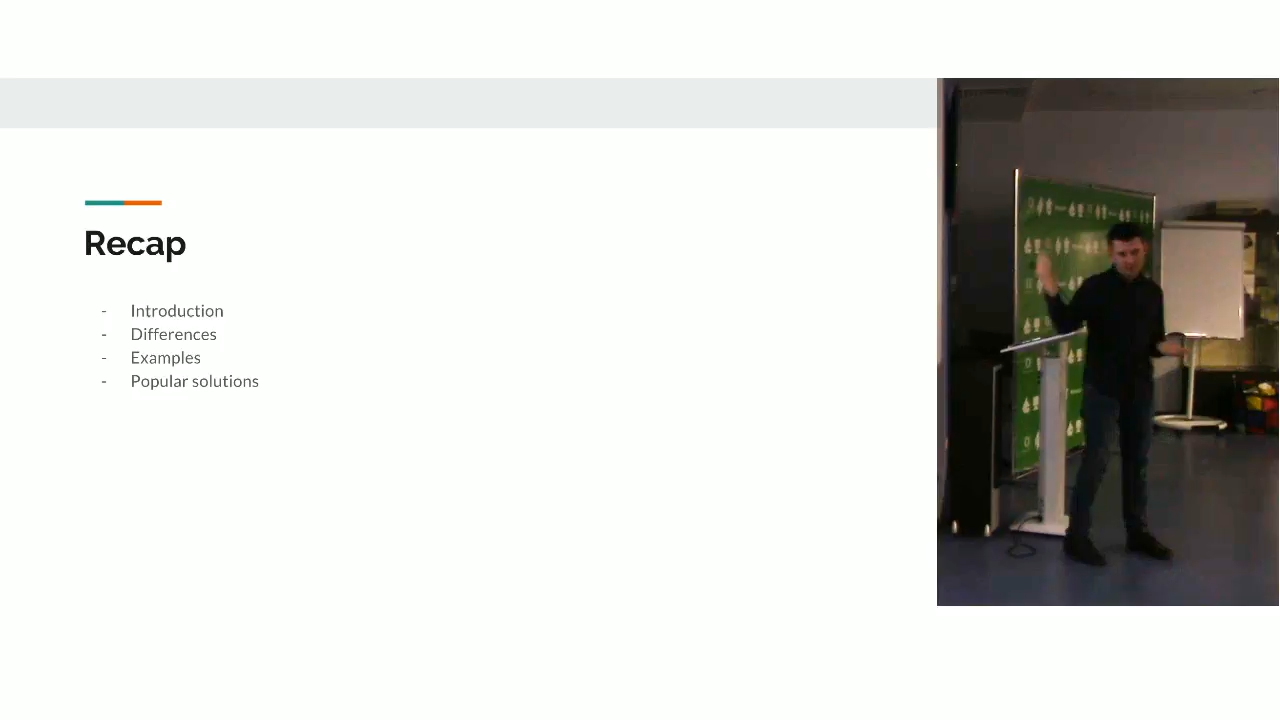 Recap
- Introduction
- Differences
- Examples
- Popular solutions